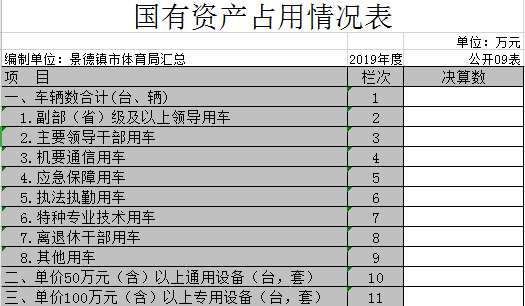 国有资产占用情况表
单位：万元
编制单位：景德镇市体育局汇总 2019年度 公开09表
项 目 栏次 决算数
一、车辆数合计(台、辆) 1
1.副部（省）级及以上领导用车 2
2.主要领导干部用车 3
3.机要通信用车 4
4.应急保障用车 5
5.执法执勤用车 6
6.特种专业技术用车 7
7.离退休干部用车 8
8.其他用车 9
二、单价50万元（含）以上通用设备（台，套） 10
三、单价100万元（含）以上专用设备（台，套） 11